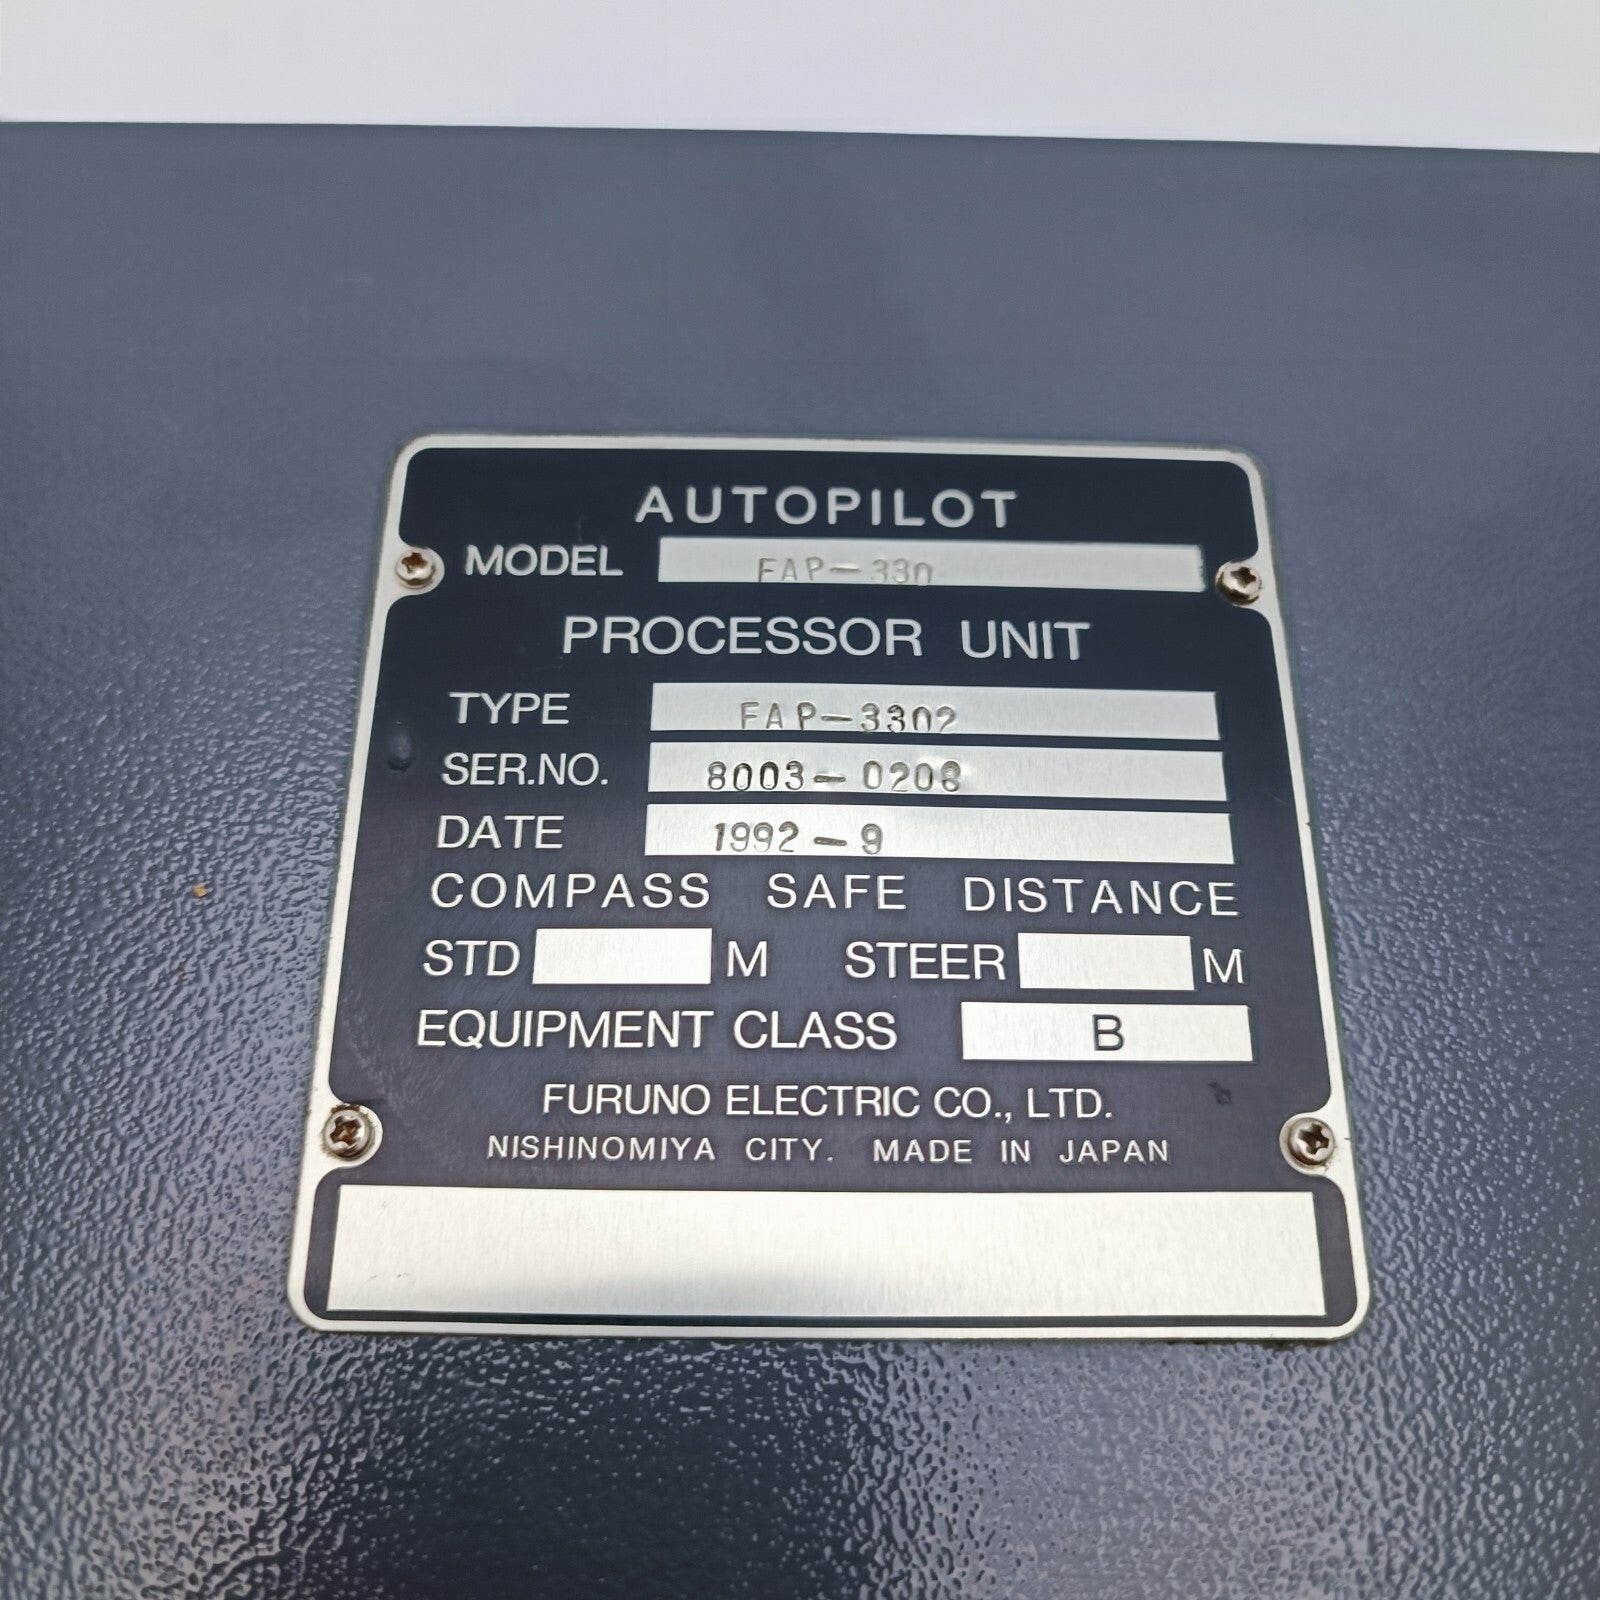 AUTOPILOT
MODEL FAP-330
PROCESSOR UNIT
TYPE FAP-3302
SER.NO. 8003-0208
DATE 1992-9
COMPASS SAFE DISTANCE
STD M STEER M
EQUIPMENT CLASS B
FURUNO ELECTRIC CO., LTD.
NISHINOMIYA CITY. MADE IN JAPAN